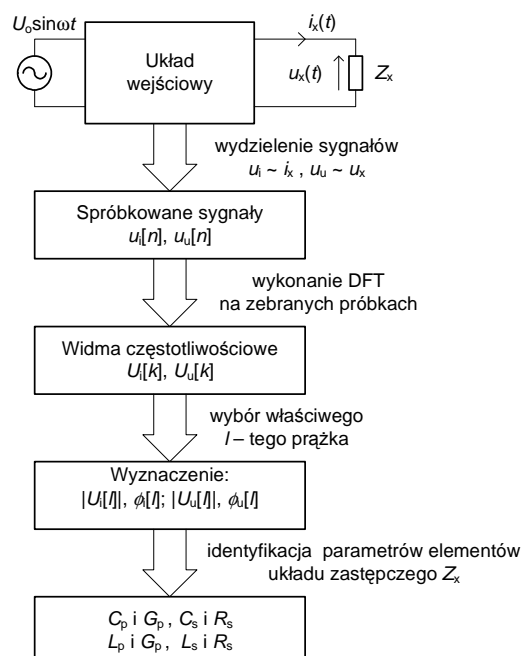 Uₒsinωt
iₓ(t)
Układ
wejściowy
uₓ(t)
Zₓ
wydzielenie sygnałów
uᵢ ~ iₓ , uᵤ ~ uₓ
Spróbkowane sygnały
uᵢ[n], uᵤ[n]
wykonanie DFT
na zebranych próbkach
Widma częstotliwościowe
Uᵢ[k], Uᵤ[k]
wybór właściwego
l – tego prążka
Wyznaczenie:
|Uᵢ[l]|, ϕᵢ[l]; |Uᵤ[l]|, ϕᵤ[l]
identyfikacja parametrów elementów
układu zastępczego Zₓ
Cₚ i Gₚ , Cₛ i Rₛ
Lₚ i Gₚ , Lₛ i Rₛ